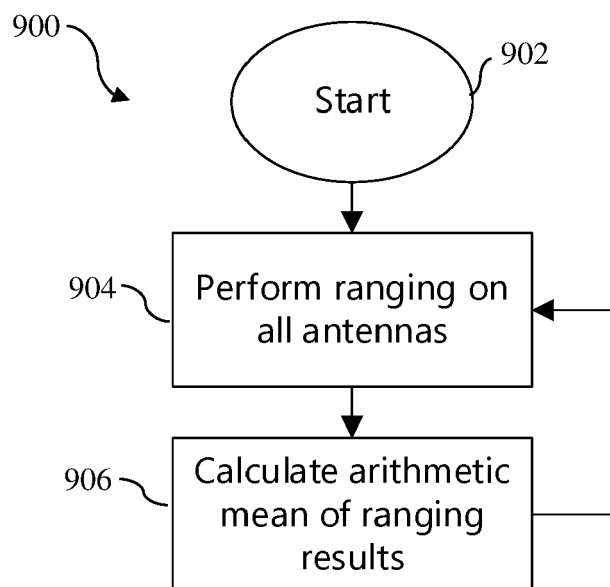 900
902
Start
904
Perform ranging on
all antennas
906
Calculate arithmetic
mean of ranging
results